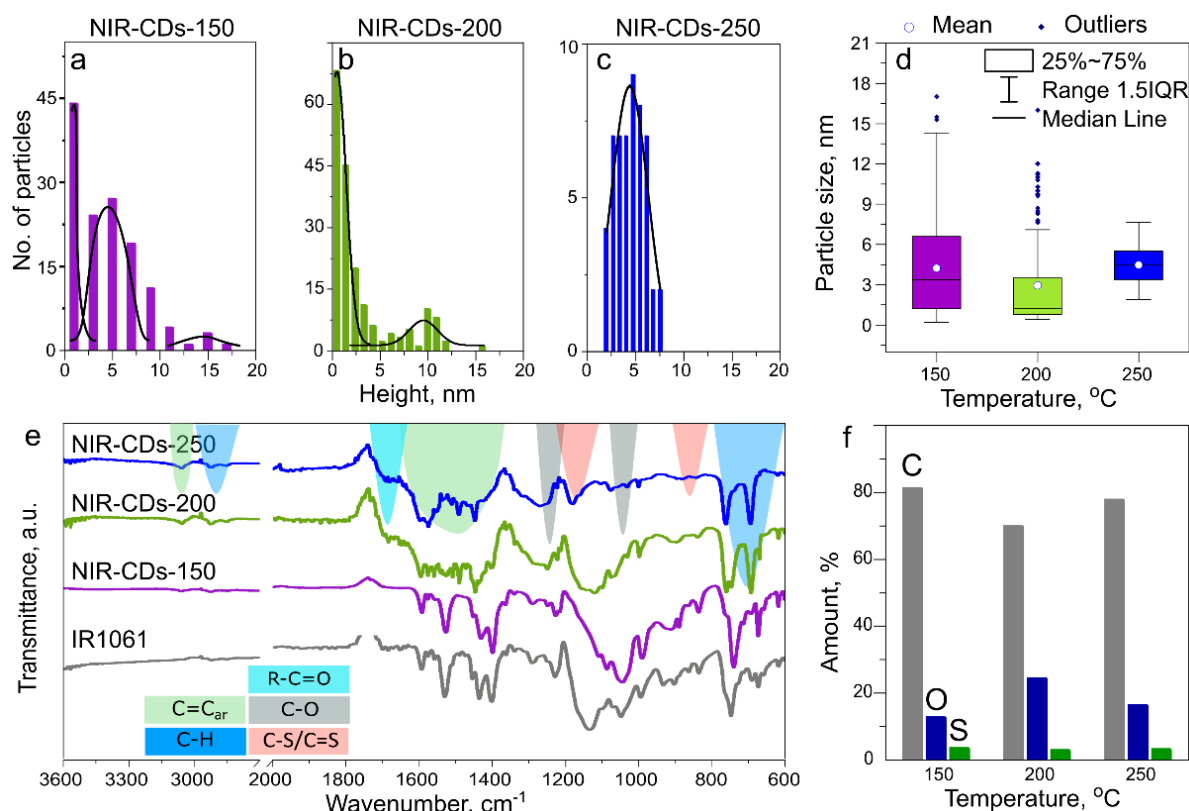 NIR-CDs-150
NIR-CDs-200
NIR-CDs-250
Mean
Outliers
a
b
c
d
25%~75%
Range 1.5IQR
Median Line
No. of particles
45
30
15
0
0 5 10 15 20
60
45
30
15
0
0 5 10 15 20
10
5
0
0 5 10 15 20
Height, nm
Particle size, nm
21
18
15
12
9
6
3
0
150 200 250
Temperature, °C
e
NIR-CDs-250
NIR-CDs-200
NIR-CDs-150
IR1061
Transmittance, a.u.
R-C=O
C=Car
C-O
C-H
C-S/C=S
3600 3300 3000 2000 1800 1600 1400 1200 1000 800 600
Wavenumber, cm-1
f
C
O
S
Amount, %
80
60
40
20
0
150 200 250
Temperature, °C